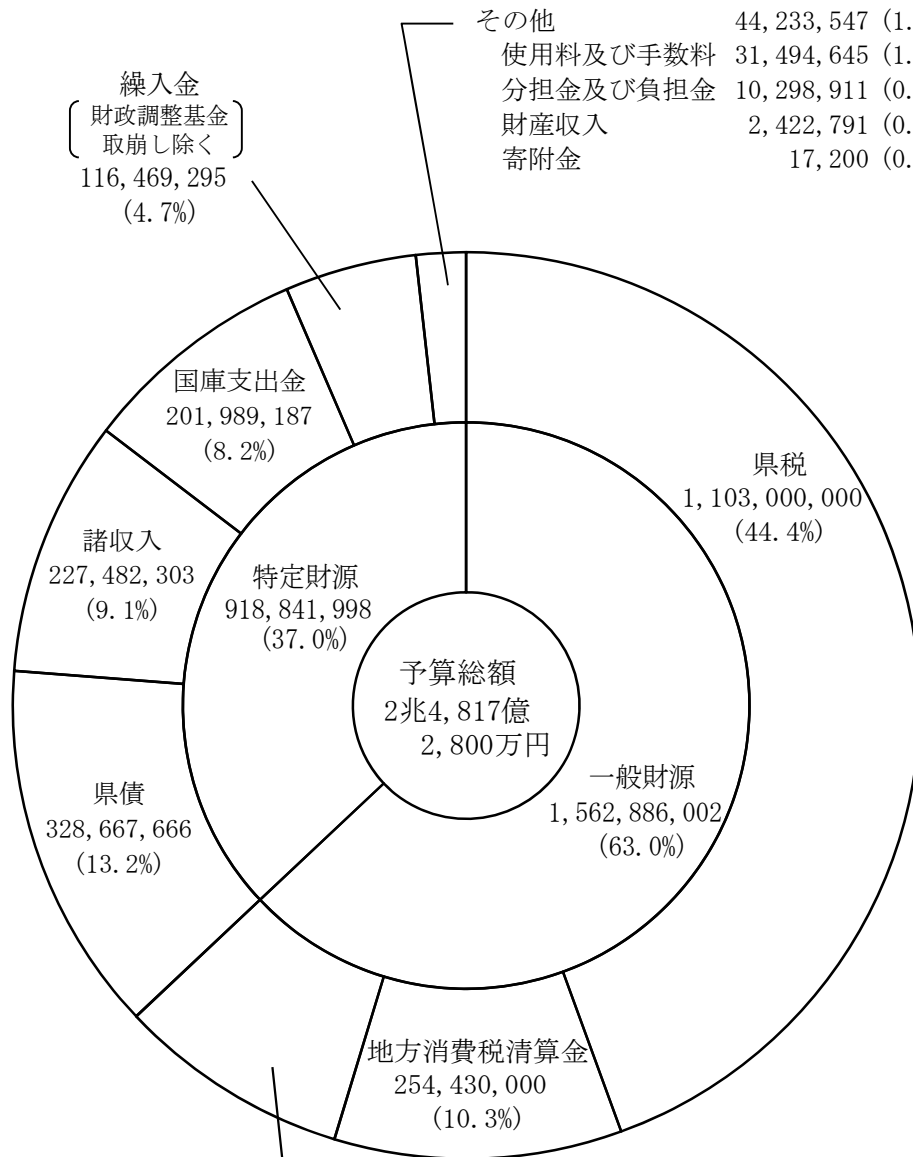 その他 44,233,547 (1.
使用料及び手数料 31,494,645 (1.
分担金及び負担金 10,298,911 (0.
財産収入 2,422,791 (0.
寄附金 17,200 (0.
繰入金
財政調整基金
取崩し除く
116,469,295
(4.7%)
国庫支出金
201,989,187
(8.2%)
諸収入
227,482,303
(9.1%)
県債
328,667,666
(13.2%)
特定財源
918,841,998
(37.0%)
予算総額
2兆4,817億
2,800万円
一般財源
1,562,886,002
(63.0%)
県税
1,103,000,000
(44.4%)
地方消費税清算金
254,430,000
(10.3%)